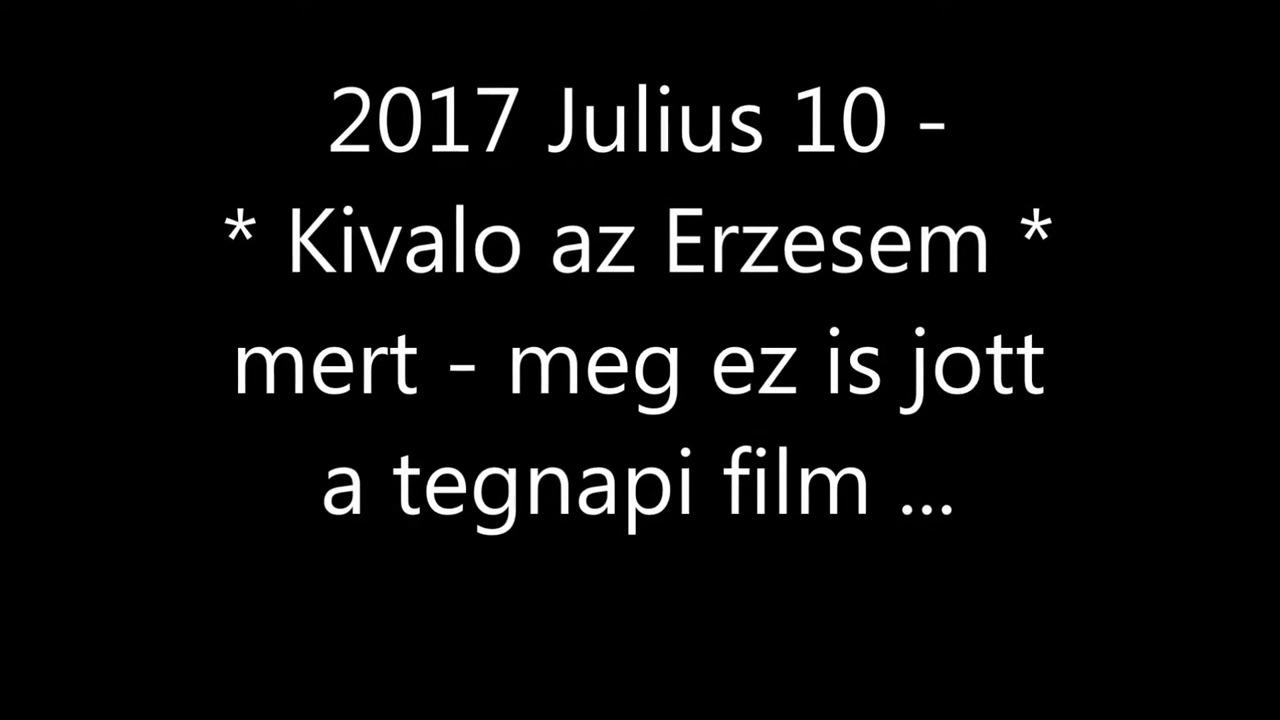 2017 Julius 10 -
* Kivalo az Erzesem *
mert - meg ez is jott
a tegnapi film ...